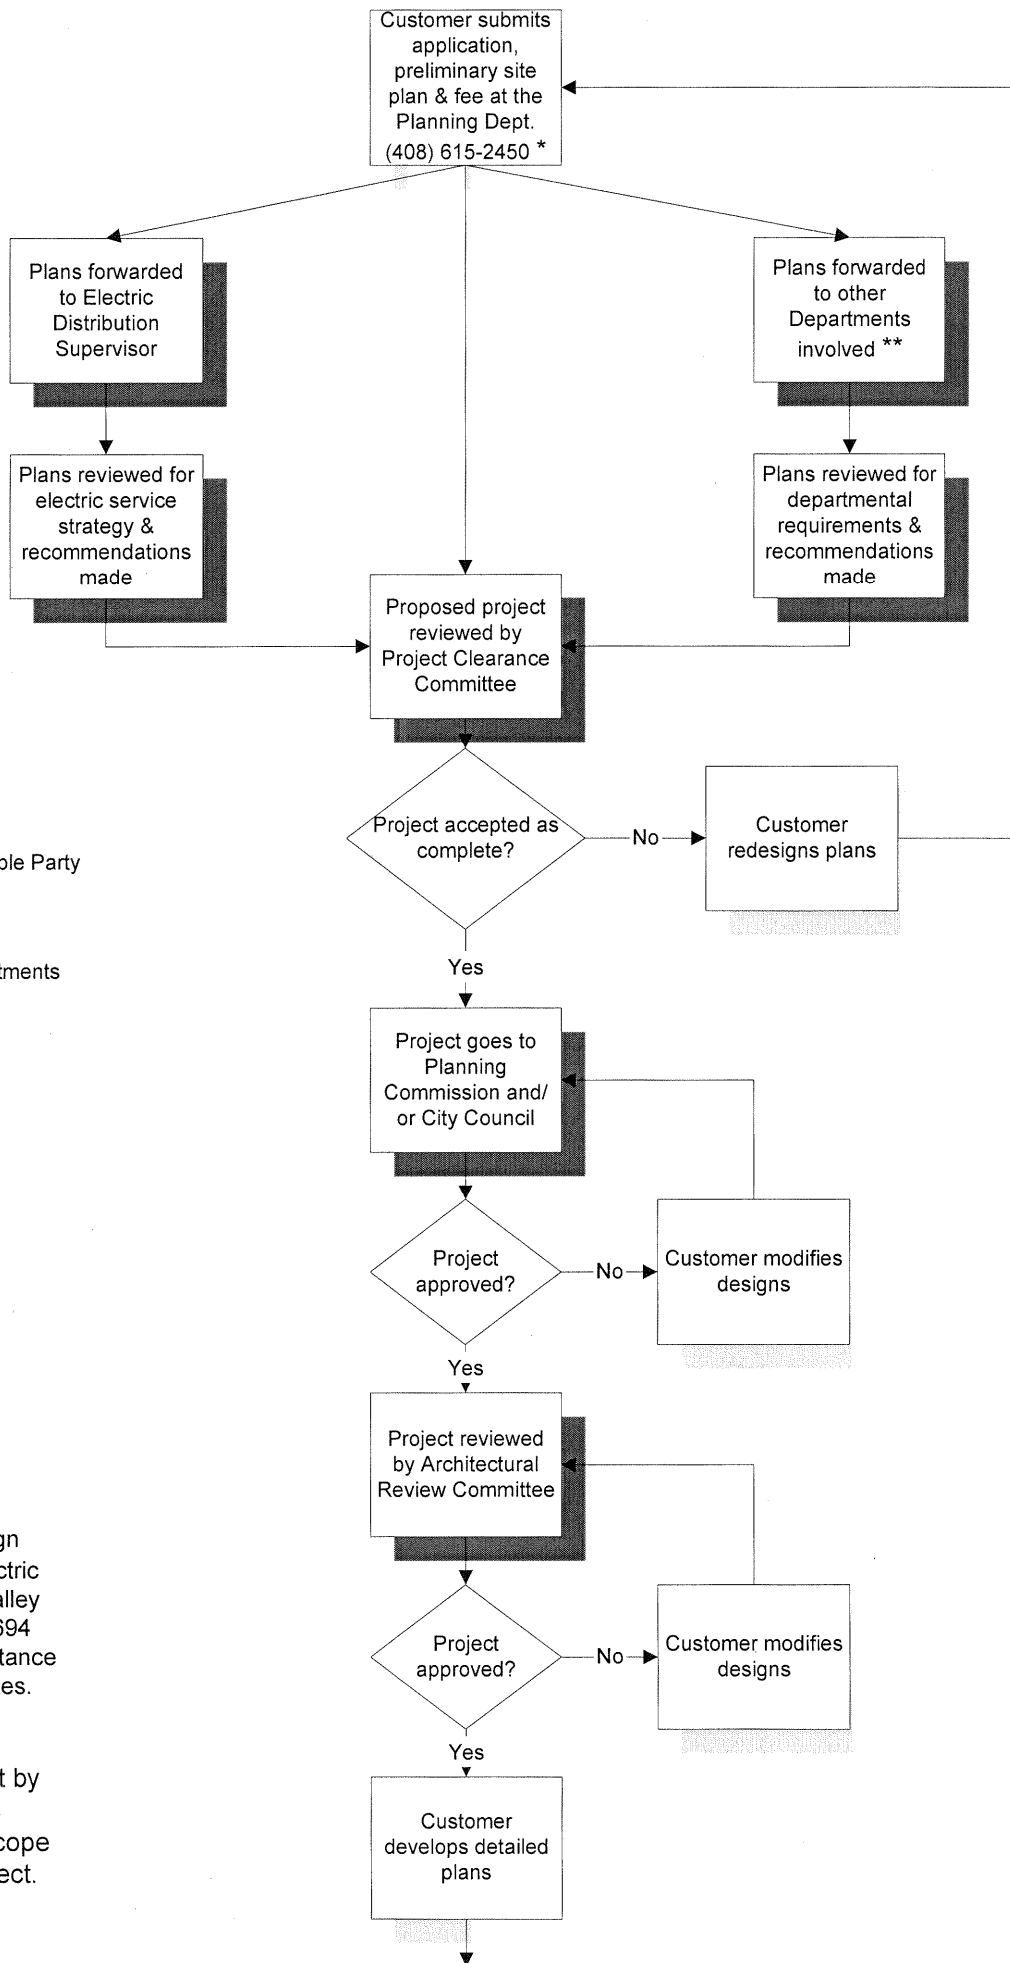 Customer submits
application,
preliminary site
plan & fee at the
Planning Dept.
(408) 615-2450 *
Plans forwarded
to Electric
Distribution
Supervisor
Plans forwarded
to other
Departments
involved **
Plans reviewed for
electric service
strategy &
recommendations
made
Plans reviewed for
departmental
requirements &
recommendations
made
Proposed project
reviewed by
Project Clearance
Committee
Project accepted as
complete?
No
Customer
redesigns plans
ble Party
Yes
tments
Project goes to
Planning
Commission and/
or City Council
Project
approved?
No
Customer modifies
designs
Yes
Project reviewed
by Architectural
Review Committee
gn
ctric
alley
694
tance
es.
Project
approved?
No
Customer modifies
designs
Yes
t by
cope
ect.
Customer
develops detailed
plans